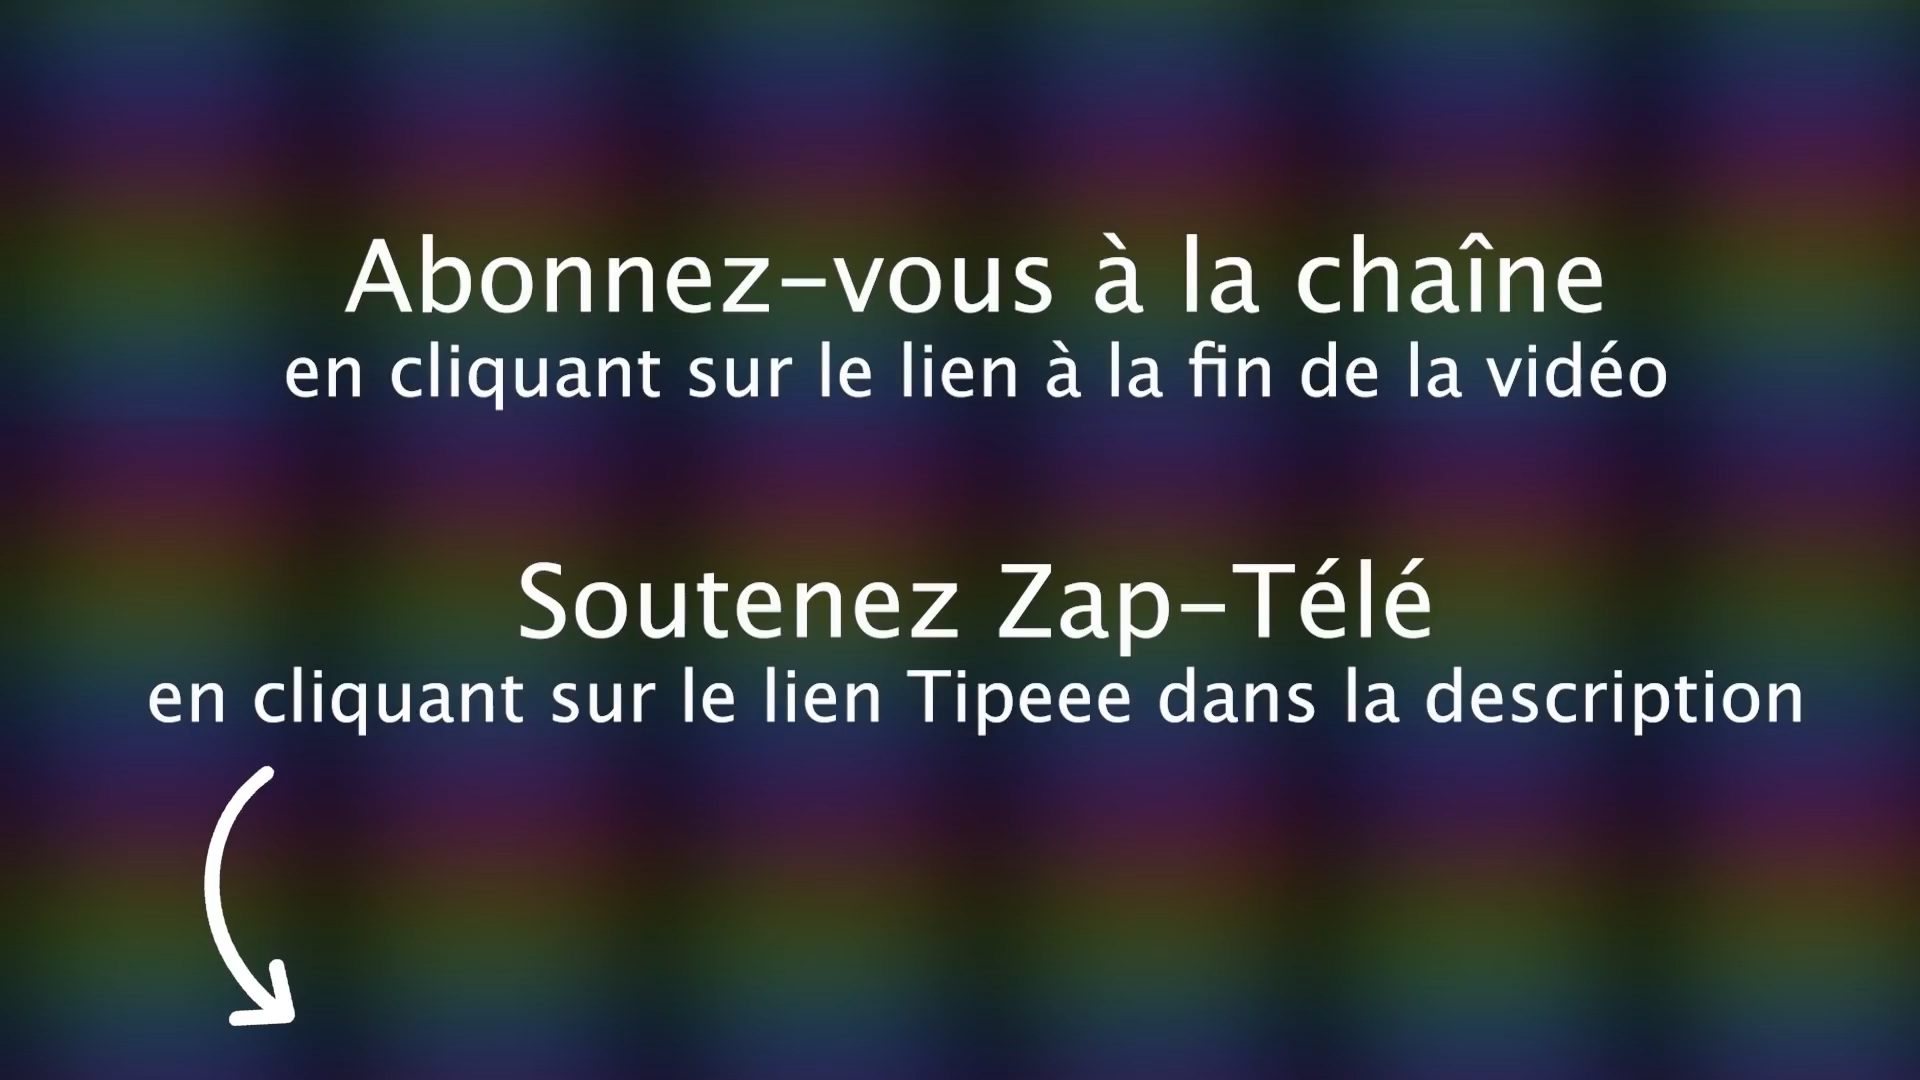 Abonnez-vous à la chaîne
en cliquant sur le lien à la fin de la vidéo
Soutenez Zap-Télé
en cliquant sur le lien Tipeee dans la description